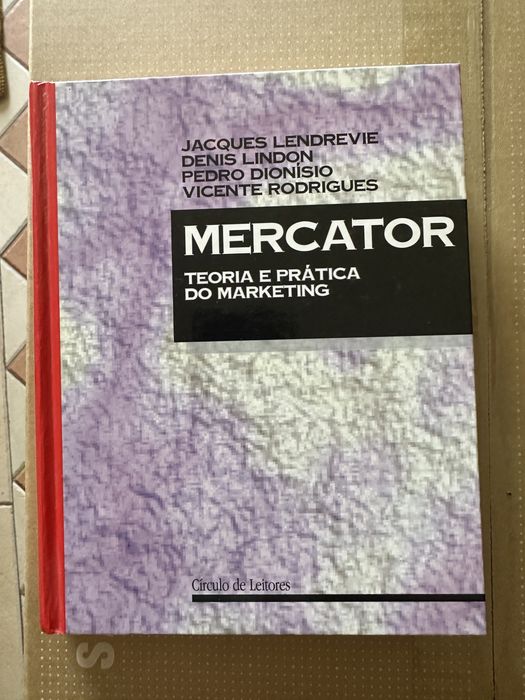 JACQUES LENDREVIE
DENIS LINDON
PEDRO DIONÍSIO
VICENTE RODRIGUES
MERCATOR
TEORIA E PRÁTICA
DO MARKETING
Círculo de Leitores
S